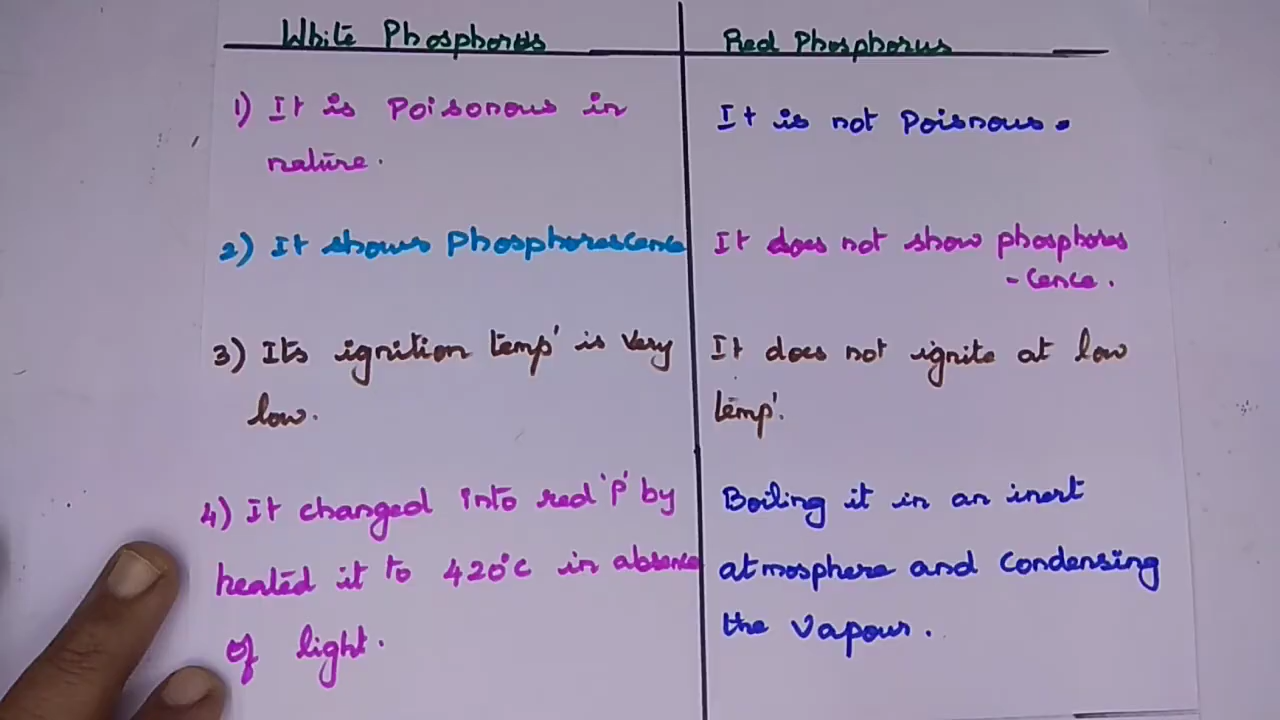 White Phosphorus
Red Phosphorus
1) It is Poisonous in
nature.
It is not Poisnous.
2) It shows Phosphorescence
It does not show phosphores
- cence.
3) Its ignition temp' is very
low.
It does not ignite at low
temp'.
4) It changed into red 'P' by
heated it to 420°c in absence
of light.
Boiling it in an inert
atmosphere and condensing
the vapour.